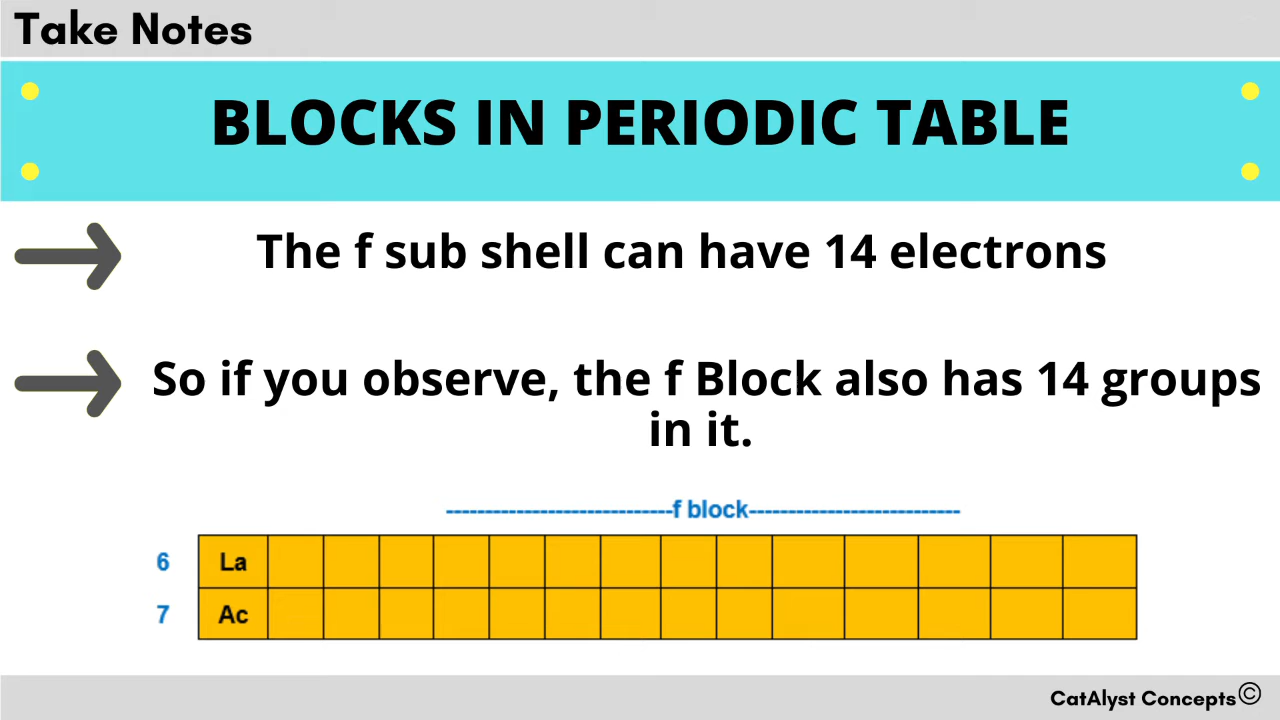 Take Notes
BLOCKS IN PERIODIC TABLE
The f sub shell can have 14 electrons
So if you observe, the f Block also has 14 groups
in it.
-----------------------------f block---------------------------
6 La
7 Ac
CatAlyst Concepts©